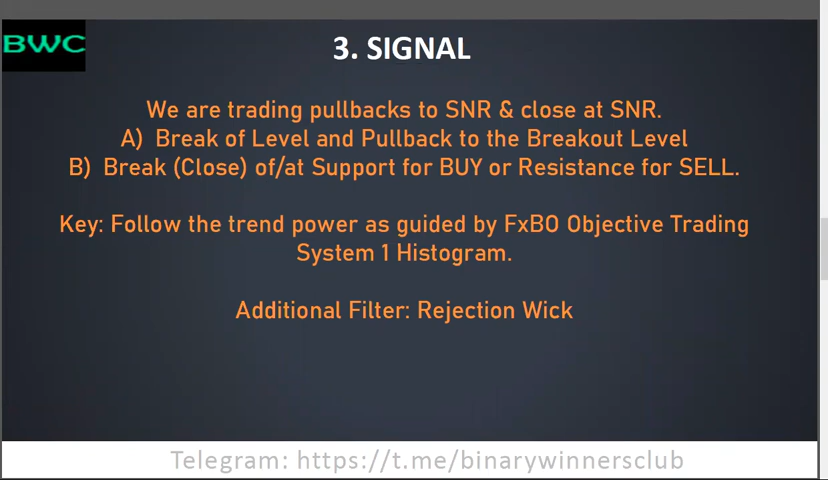 BWC
3. SIGNAL
We are trading pullbacks to SNR & close at SNR.
A) Break of Level and Pullback to the Breakout Level
B) Break (Close) of/at Support for BUY or Resistance for SELL.
Key: Follow the trend power as guided by FxBO Objective Trading
System 1 Histogram.
Additional Filter: Rejection Wick
Telegram: https://t.me/binarywinnersclub